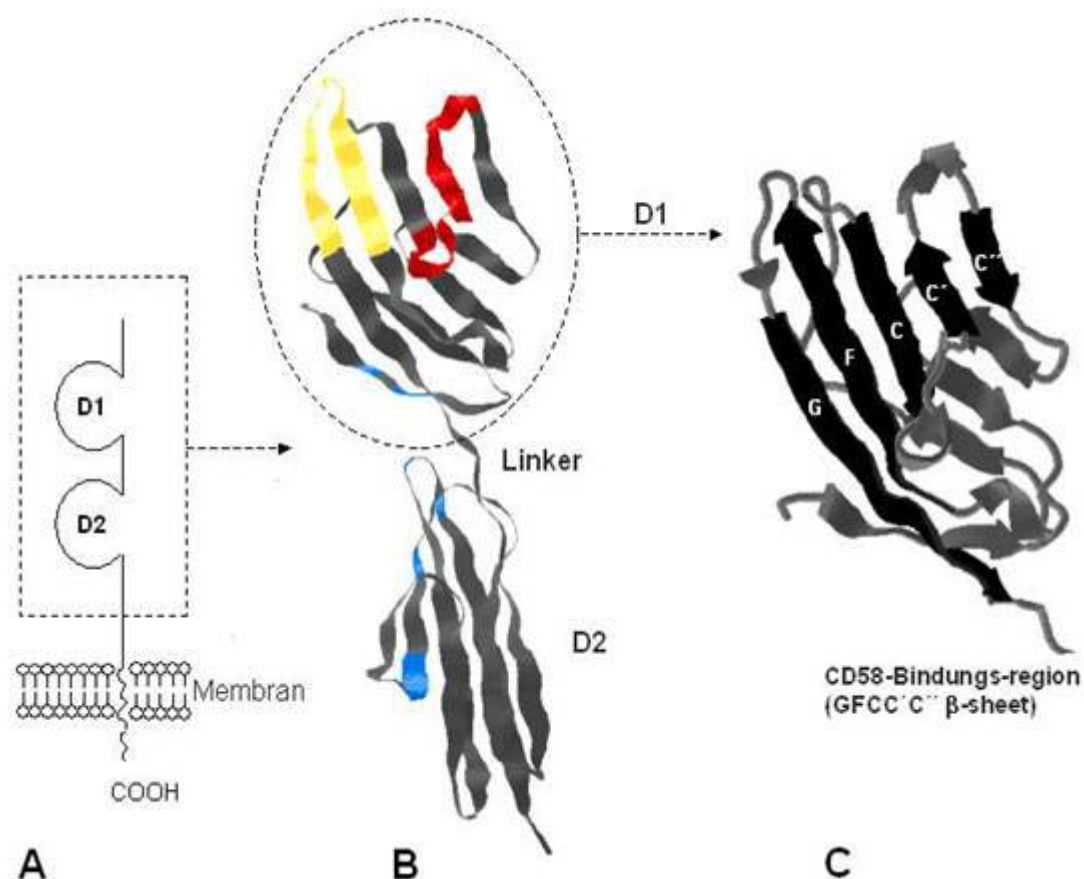 D1
D2
Membran
COOH
A
Linker
D2
B
D1
G
F
C
C´
C´´
CD58-Bindungs-region
(GFCC´C´´ β-sheet)
C